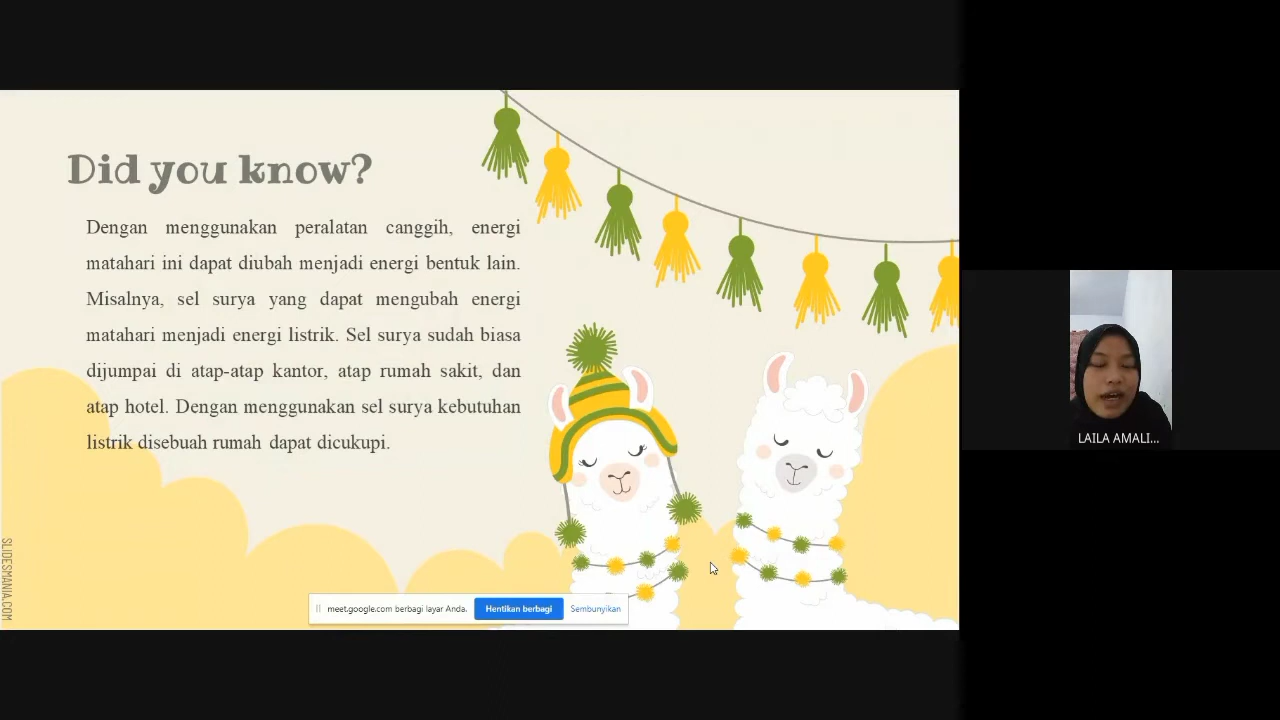 Did you know?
Dengan menggunakan peralatan canggih, energi
matahari ini dapat diubah menjadi energi bentuk lain.
Misalnya, sel surya yang dapat mengubah energi
matahari menjadi energi listrik. Sel surya sudah biasa
dijumpai di atap-atap kantor, atap rumah sakit, dan
atap hotel. Dengan menggunakan sel surya kebutuhan
listrik disebuah rumah dapat dicukupi.
SLIDESMANIA.COM
meet.google.com berbagi layar Anda.
Hentikan berbagi
Sembunyikan
LAILA AMALI...